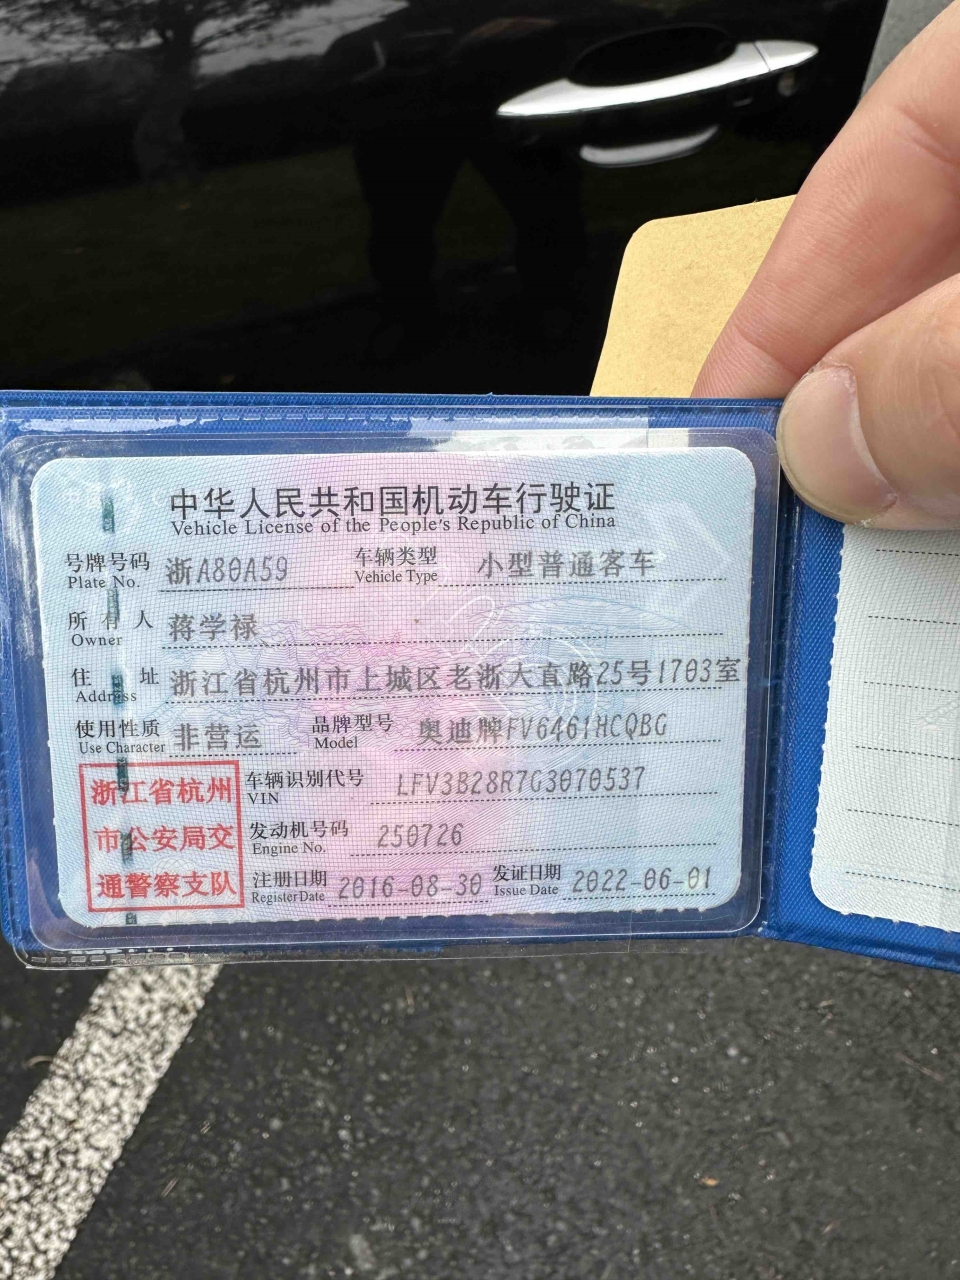 中华人民共和国机动车行驶证
Vehicle License of the People's Republic of China
号牌号码 浙A80A59 车辆类型 小型普通客车
Plate No. Vehicle Type
所有人 蒋学禄
Owner
住址 浙江省杭州市上城区老浙大直路25号1703室
Address
使用性质 非营运 品牌型号 奥迪牌FV6461HCQBG
Use Character Model
浙江省杭州
市公安局交
通警察支队
车辆识别代号 LFV3B28R7G3070537
VIN
发动机号码 250726
Engine No.
注册日期 2016-08-30 发证日期 2022-06-01
Register Date Issue Date